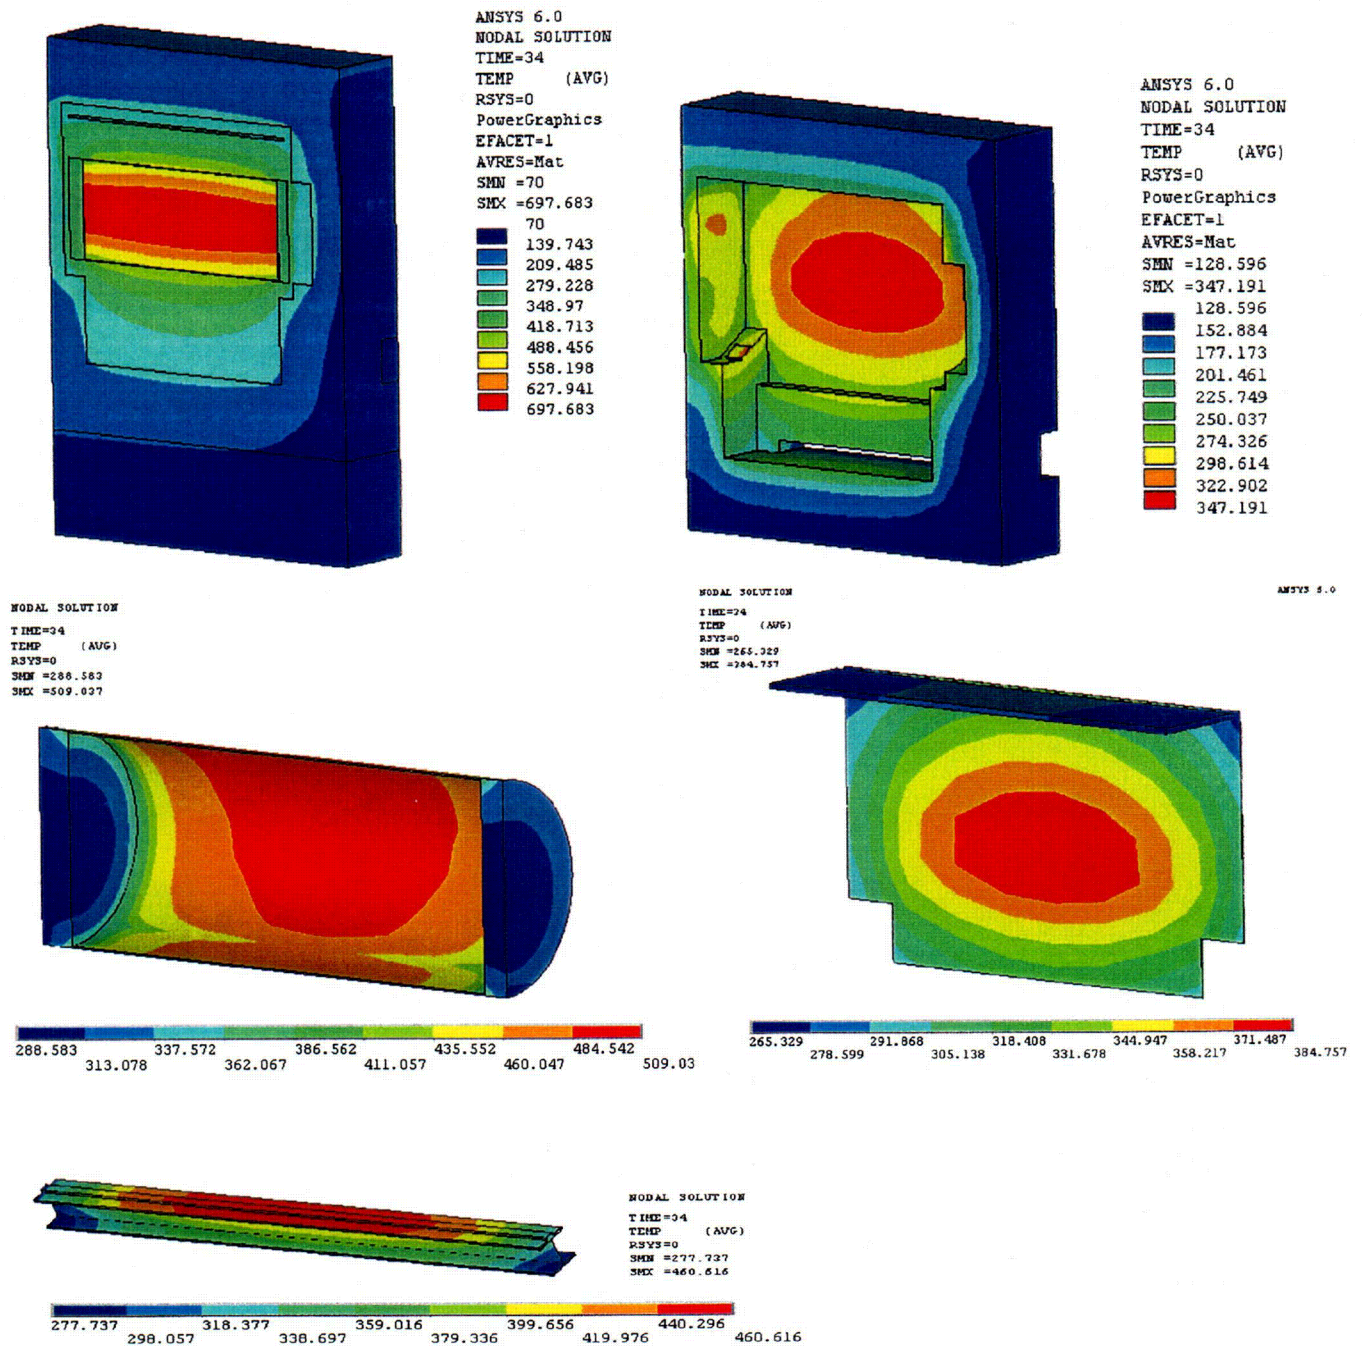 ANSYS 6.0
NODAL SOLUTION
TIME=34
TEMP (AVG)
RSYS=0
PowerGraphics
EFACET=1
AVRES=Mat
SMN =70
SMX =697.683
70
139.743
209.485
279.228
348.97
418.713
488.456
558.198
627.941
697.683
ANSYS 6.0
NODAL SOLUTION
TIME=34
TEMP (AVG)
RSYS=0
PowerGraphics
EFACET=1
AVRES=Mat
SMN =128.596
SMX =347.191
128.596
152.884
177.173
201.461
225.749
250.037
274.326
298.614
322.902
347.191
NODAL SOLUTION
TIME=34
TEMP (AVG)
RSYS=0
SMN =288.583
SMX =509.037
288.583 337.572 386.562 435.552 484.542
313.078 362.067 411.057 460.047 509.03
NODAL SOLUTION
ANSYS 6.0
TIME=34
TEMP (AVG)
RSYS=0
SMN =265.329
SMX =384.757
265.329 291.868 318.408 344.947 371.487
278.599 305.138 331.678 358.217 384.757
NODAL SOLUTION
TIME=34
TEMP (AVG)
RSYS=0
SMN =277.737
SMX =460.616
277.737 318.377 359.016 399.656 440.296
298.057 338.697 379.336 419.976 460.616